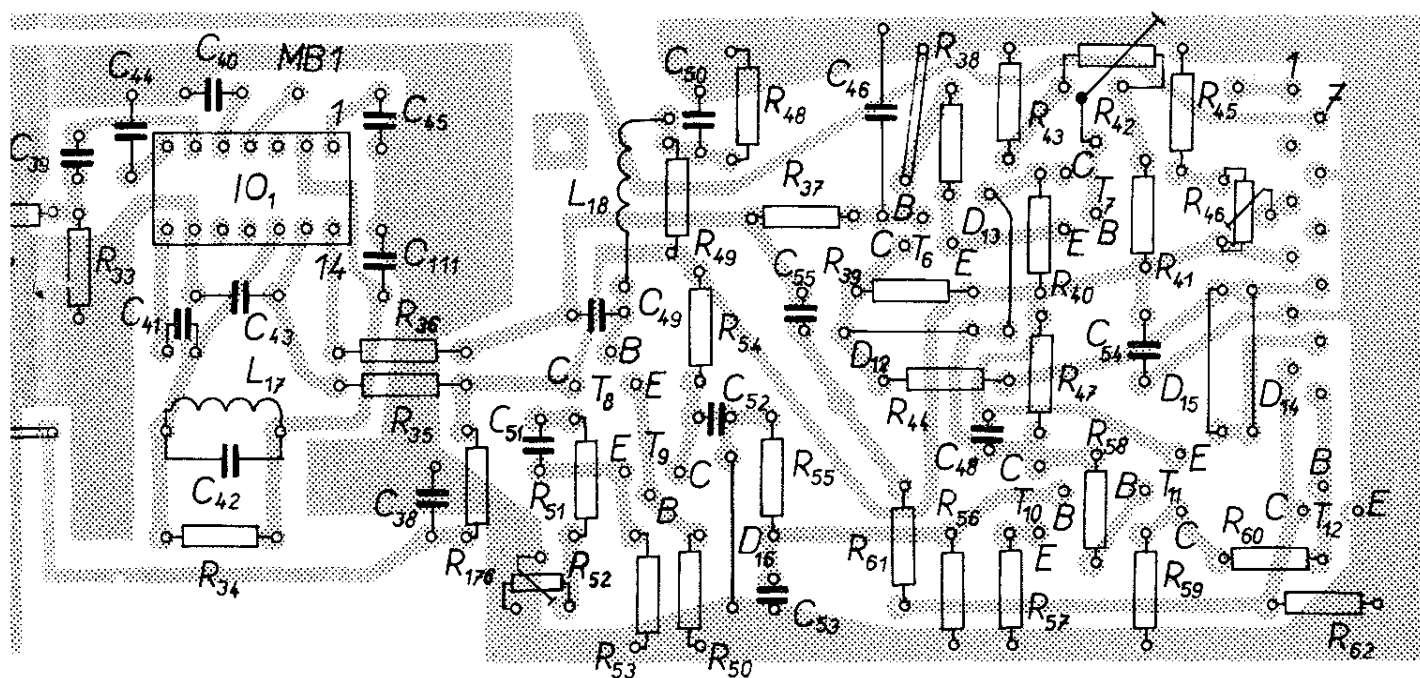 C₄₄
C₄₀
MB1
1
C₄₅
C₃₉
IO₁
14
R₃₃
C₁₁₁
C₄₁
C₄₃
R₃₆
L₁₇
R₃₅
C₄₂
R₃₄
C₃₈
R₁₇₆
C₅₀
R₄₈
L₁₈
R₄₉
C₄₉
R₅₄
B
C
T₈
E
C₅₁
R₅₁
E
T₉
C
B
C₅₂
R₅₅
R₅₂
D₁₆
C₅₃
R₅₃
R₅₀
C₄₆
R₃₈
R₄₃
R₄₂
R₄₅
1
7
R₃₇
B
C
T₆
E
D₁₃
C
T₇
E
B
R₄₀
R₄₁
R₄₆
C₅₅
R₃₉
D₁₂
R₄₄
R₄₇
C₅₄
D₁₅
D₁₄
C₄₈
C
T₁₀
B
E
R₅₈
B
T₁₁
E
C
B
C
T₁₂
E
R₆₁
R₅₆
R₅₇
R₅₉
R₆₀
R₆₂